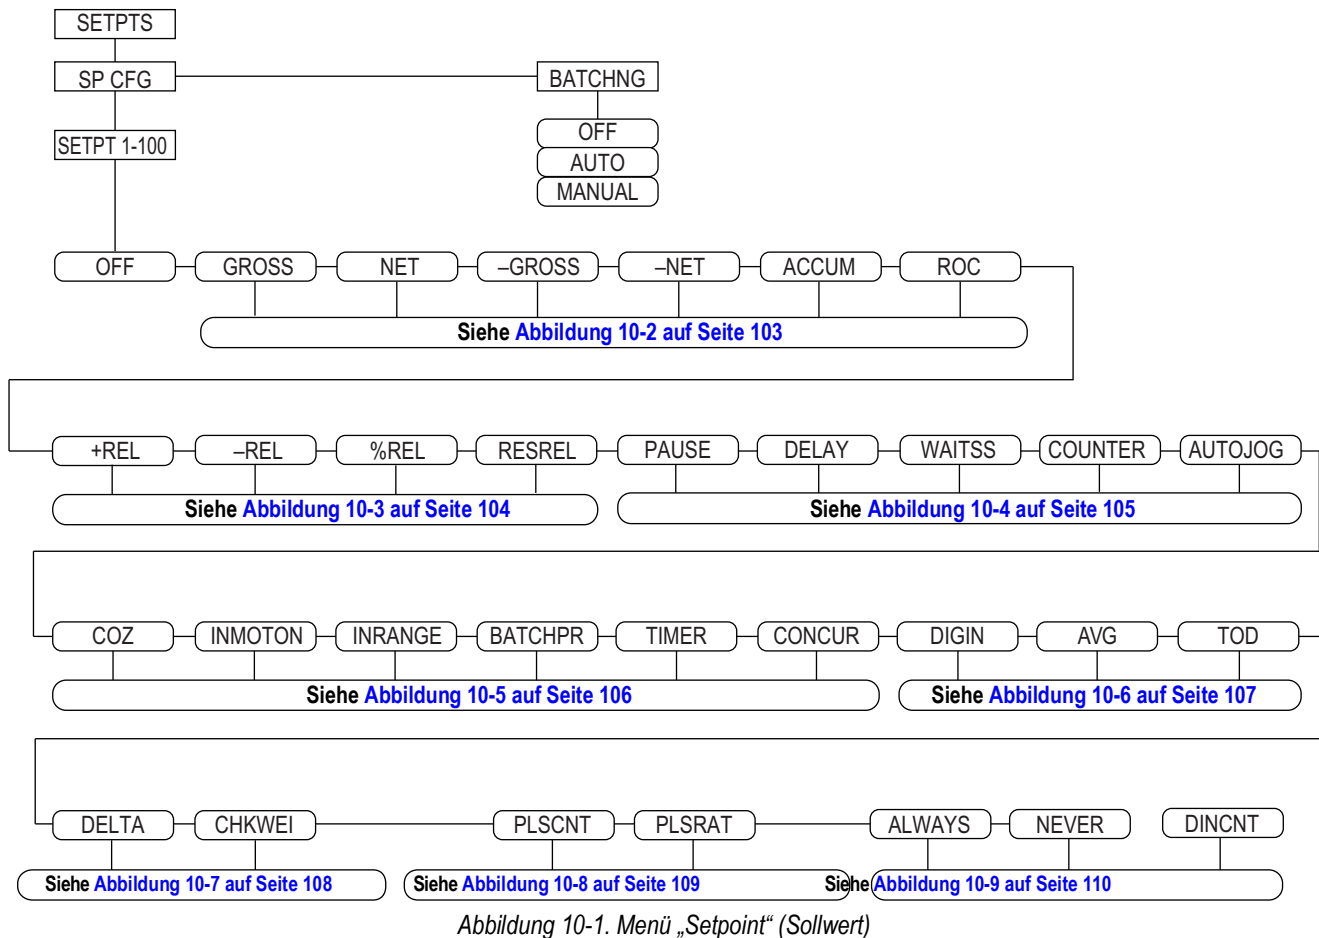 SETPTS
SP CFG
BATCHNG
SETPT 1-100
OFF
AUTO
MANUAL
OFF
GROSS
NET
–GROSS
–NET
ACCUM
ROC
Siehe Abbildung 10-2 auf Seite 103
+REL
–REL
%REL
RESREL
PAUSE
DELAY
WAITSS
COUNTER
AUTOJOG
Siehe Abbildung 10-3 auf Seite 104
Siehe Abbildung 10-4 auf Seite 105
COZ
INMOTON
INRANGE
BATCHPR
TIMER
CONCUR
DIGIN
AVG
TOD
Siehe Abbildung 10-5 auf Seite 106
Siehe Abbildung 10-6 auf Seite 107
DELTA
CHKWEI
PLSCNT
PLSRAT
ALWAYS
NEVER
DINCNT
Siehe Abbildung 10-7 auf Seite 108
Siehe Abbildung 10-8 auf Seite 109
Siehe Abbildung 10-9 auf Seite 110
Abbildung 10-1. Menü „Setpoint“ (Sollwert)